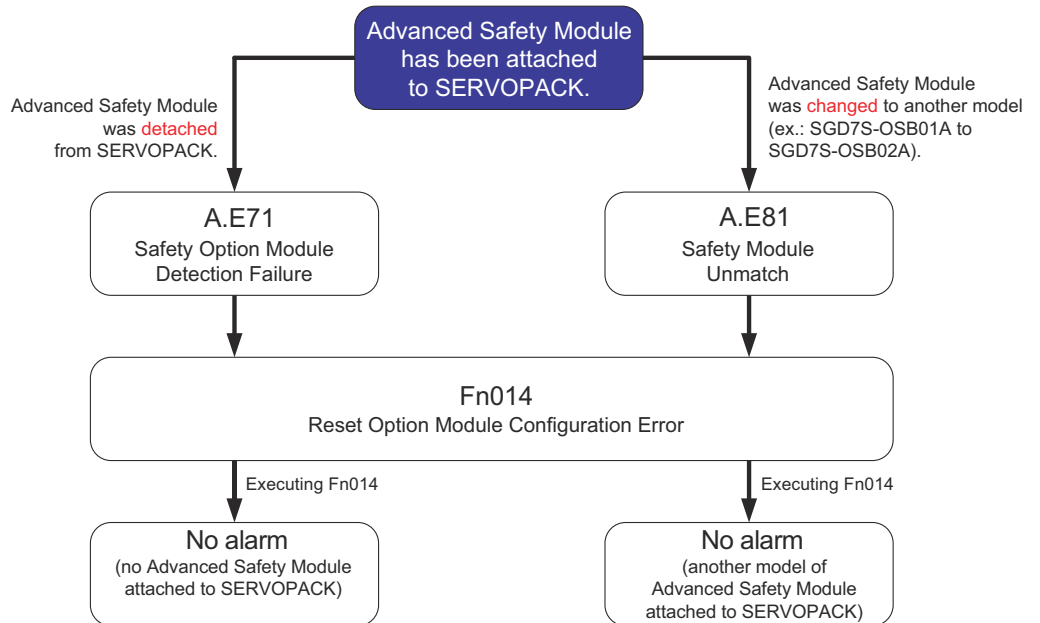 Advanced Safety Module
has been attached
to SERVOPACK.
Advanced Safety Module
was detached
from SERVOPACK.
Advanced Safety Module
was changed to another model
(ex.: SGD7S-OSB01A to
SGD7S-OSB02A).
A.E71
Safety Option Module
Detection Failure
A.E81
Safety Module
Unmatch
Fn014
Reset Option Module Configuration Error
Executing Fn014
Executing Fn014
No alarm
(no Advanced Safety Module
attached to SERVOPACK)
No alarm
(another model of
Advanced Safety Module
attached to SERVOPACK)